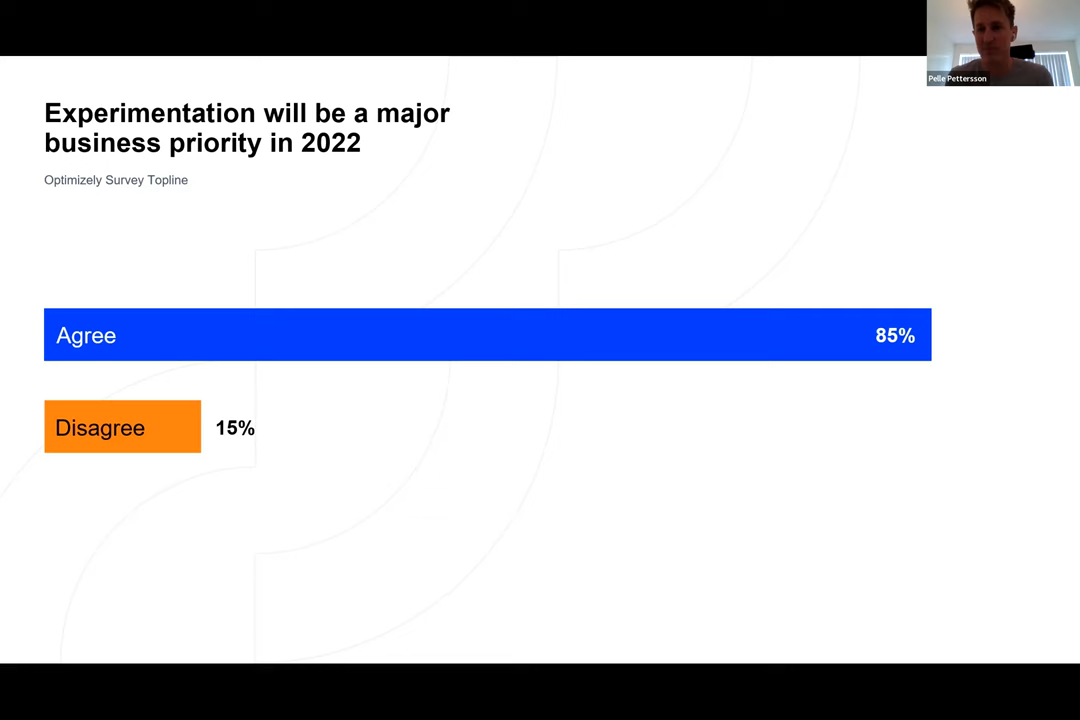 Pelle Pettersson
Experimentation will be a major
business priority in 2022
Optimizely Survey Topline
Agree
85%
Disagree
15%